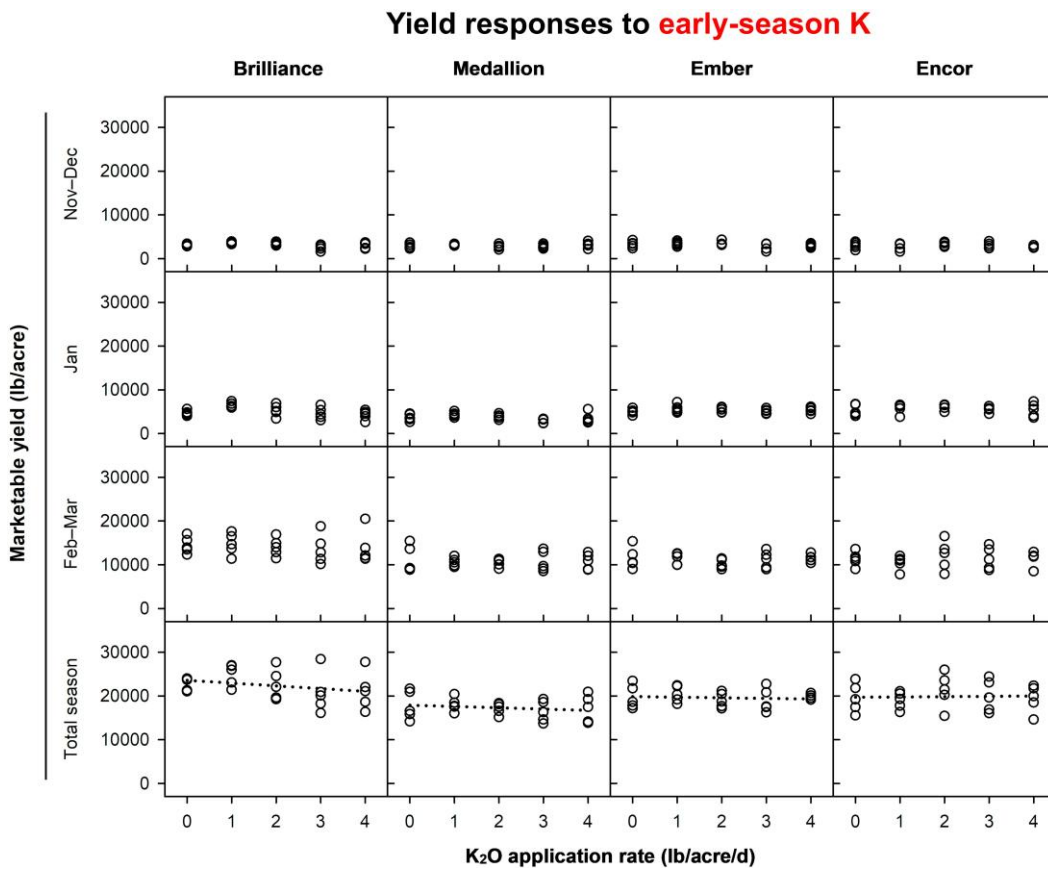 Yield responses to early-season K
Brilliance Medallion Ember Encor
Marketable yield (lb/acre)
Nov–Dec
30000
20000
10000
0
Jan
30000
20000
10000
0
Feb–Mar
30000
20000
10000
0
Total season
30000
20000
10000
0
0 1 2 3 4 0 1 2 3 4 0 1 2 3 4 0 1 2 3 4
K₂O application rate (lb/acre/d)